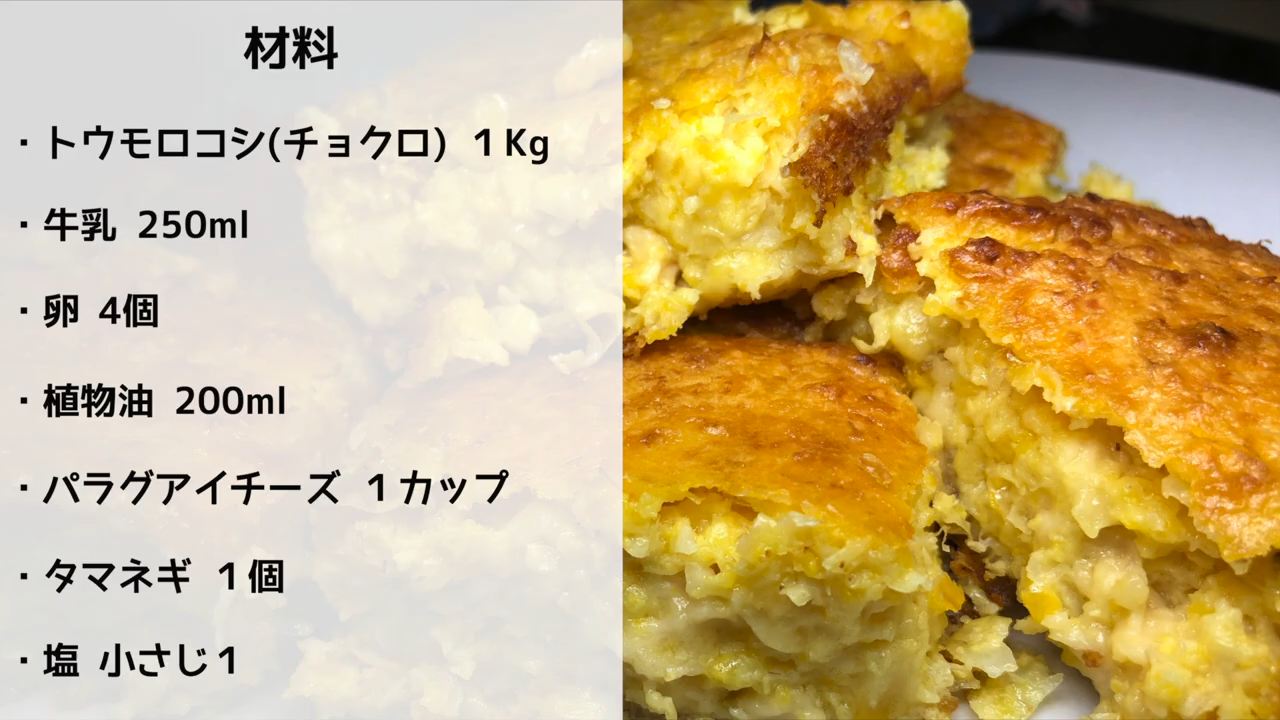 材料
・トウモロコシ(チョクロ) １Kg
・牛乳 250ml
・卵 4個
・植物油 200ml
・パラグアイチーズ １カップ
・タマネギ １個
・塩 小さじ１